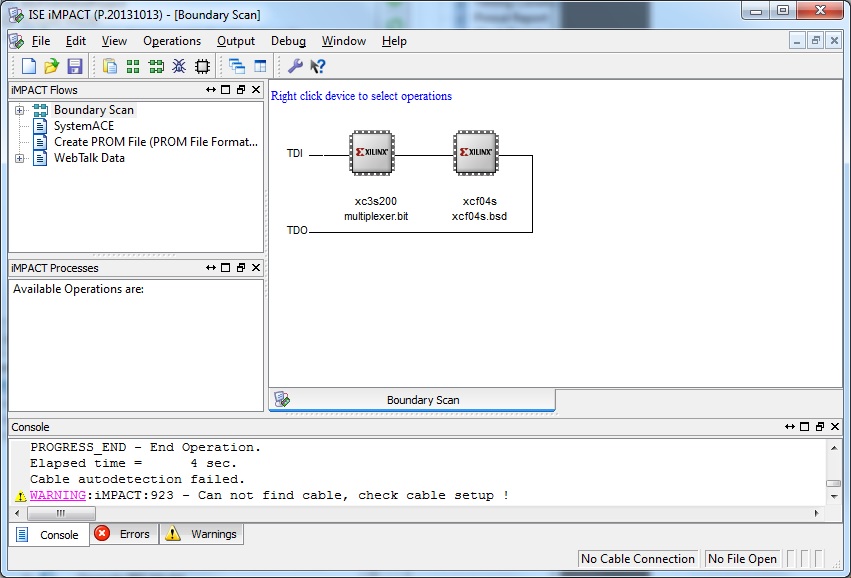 ISE iMPACT (P.20131013) - [Boundary Scan]
File Edit View Operations Output Debug Window Help
iMPACT Flows
Boundary Scan
SystemACE
Create PROM File (PROM File Format...
WebTalk Data
Right click device to select operations
TDI
XILINX
XILINX
xc3s200
multiplexer.bit
xcf04s
xcf04s.bsd
TDO
iMPACT Processes
Available Operations are:
Boundary Scan
Console
PROGRESS_END - End Operation.
Elapsed time =      4 sec.
Cable autodetection failed.
WARNING:iMPACT:923 - Can not find cable, check cable setup !
Console Errors Warnings
No Cable Connection No File Open